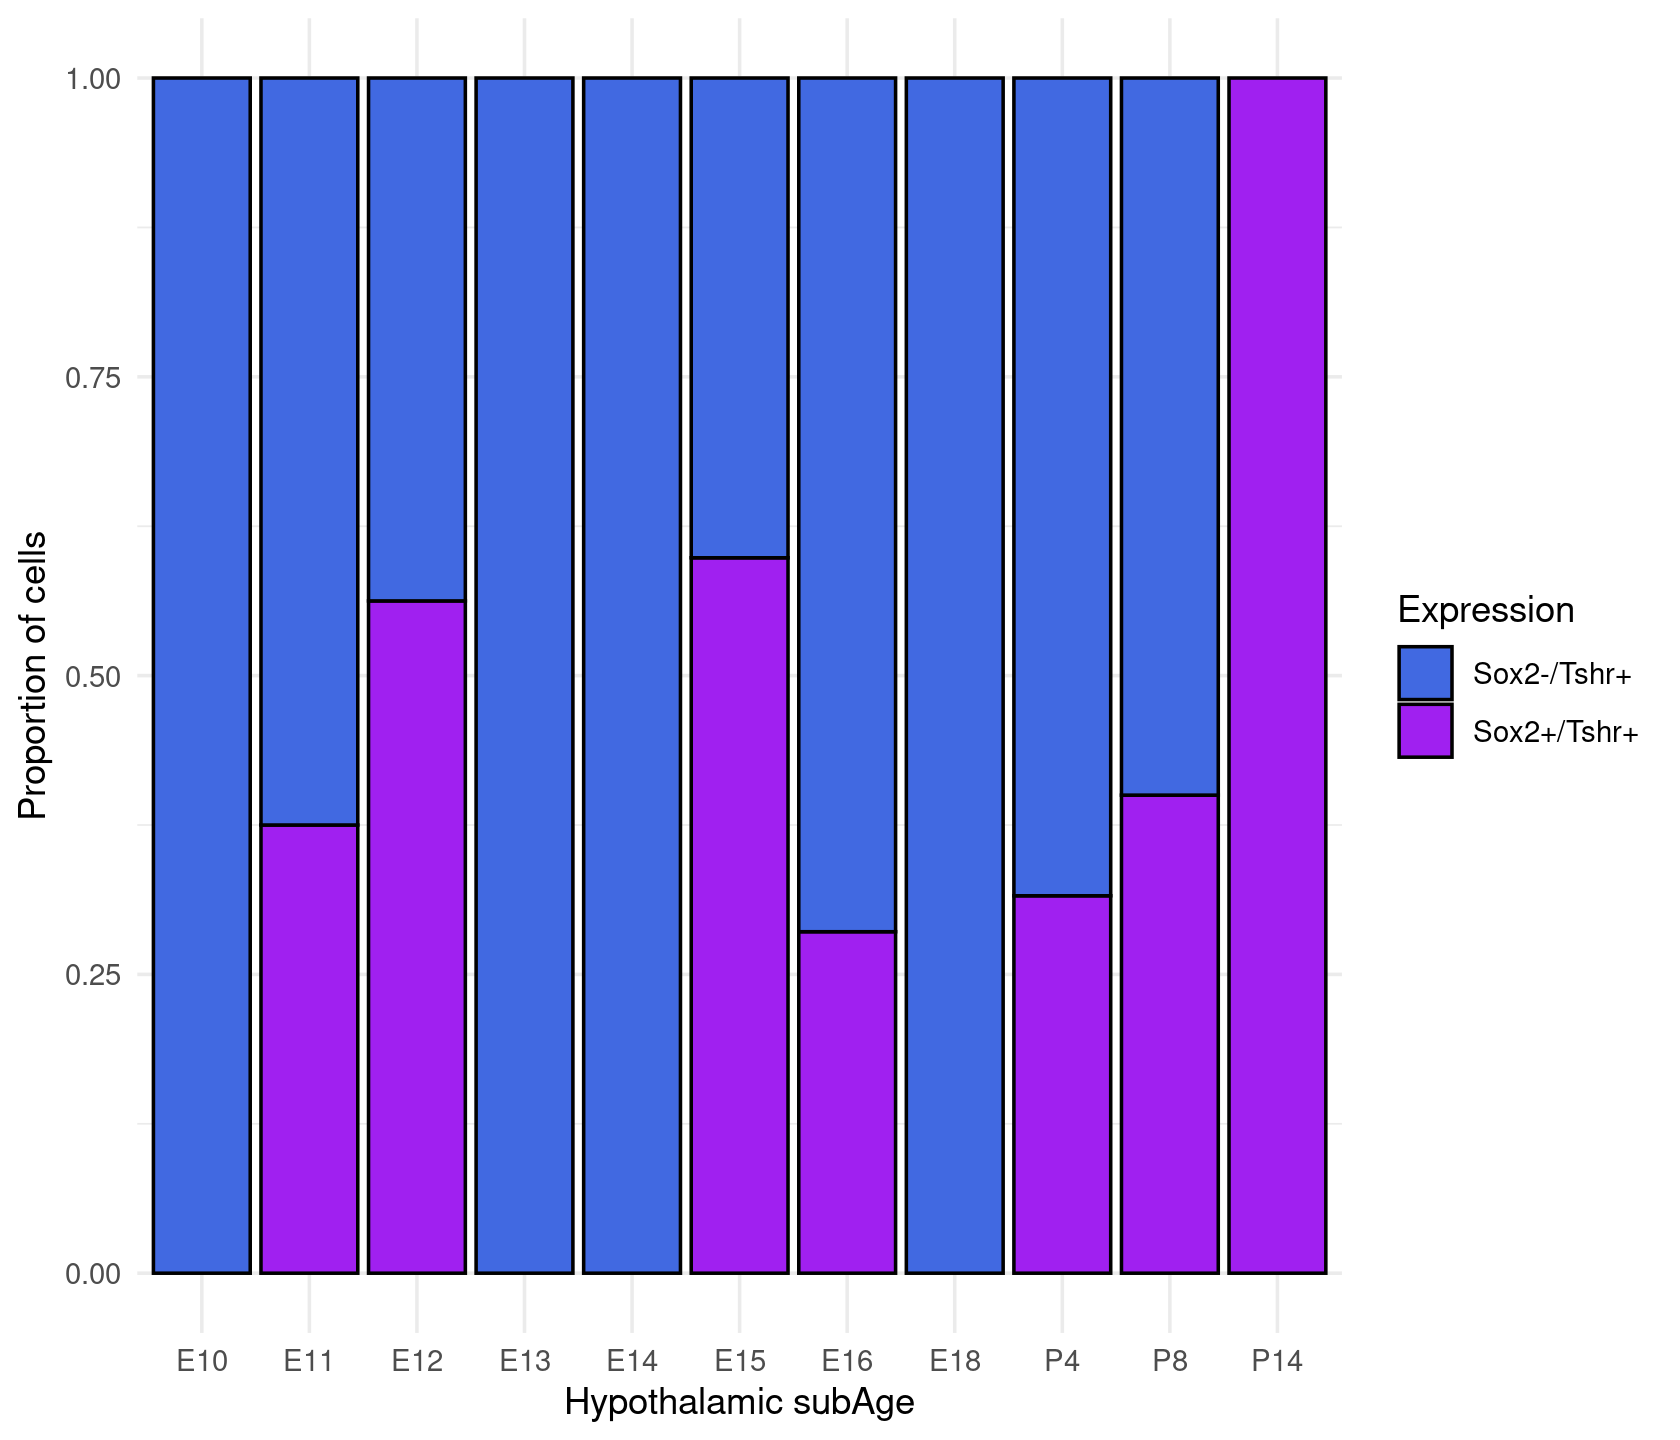 1.00
0.75
0.50
0.25
0.00
Proportion of cells
E10 E11 E12 E13 E14 E15 E16 E18 P4 P8 P14
Hypothalamic subAge
Expression
Sox2-/Tshr+
Sox2+/Tshr+